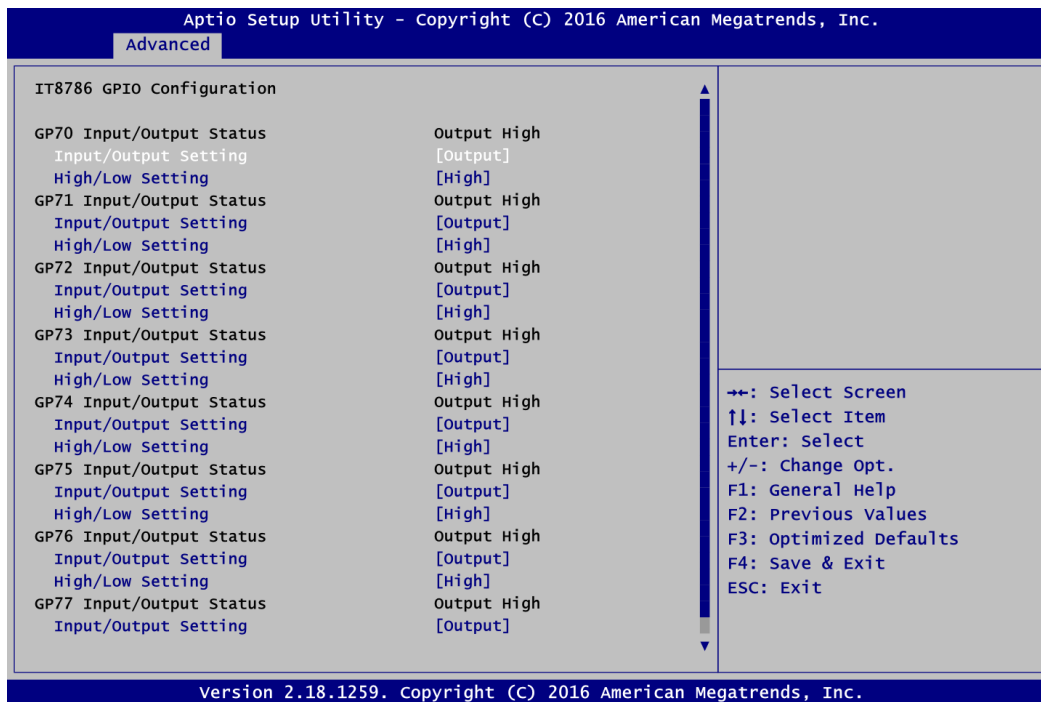 Aptio Setup Utility – Copyright (C) 2016 American Megatrends, Inc.
Advanced
IT8786 GPIO Configuration
GP70 Input/Output Status Output High
Input/Output Setting [Output]
High/Low Setting [High]
GP71 Input/Output Status Output High
Input/Output Setting [Output]
High/Low Setting [High]
GP72 Input/Output Status Output High
Input/Output Setting [Output]
High/Low Setting [High]
GP73 Input/Output Status Output High
Input/Output Setting [Output]
High/Low Setting [High]
GP74 Input/Output Status Output High
Input/Output Setting [Output]
High/Low Setting [High]
GP75 Input/Output Status Output High
Input/Output Setting [Output]
High/Low Setting [High]
GP76 Input/Output Status Output High
Input/Output Setting [Output]
High/Low Setting [High]
GP77 Input/Output Status Output High
Input/Output Setting [Output]
→←: Select Screen
↑↓: Select Item
Enter: Select
+/-: Change Opt.
F1: General Help
F2: Previous Values
F3: Optimized Defaults
F4: Save & Exit
ESC: Exit
Version 2.18.1259. Copyright (C) 2016 American Megatrends, Inc.